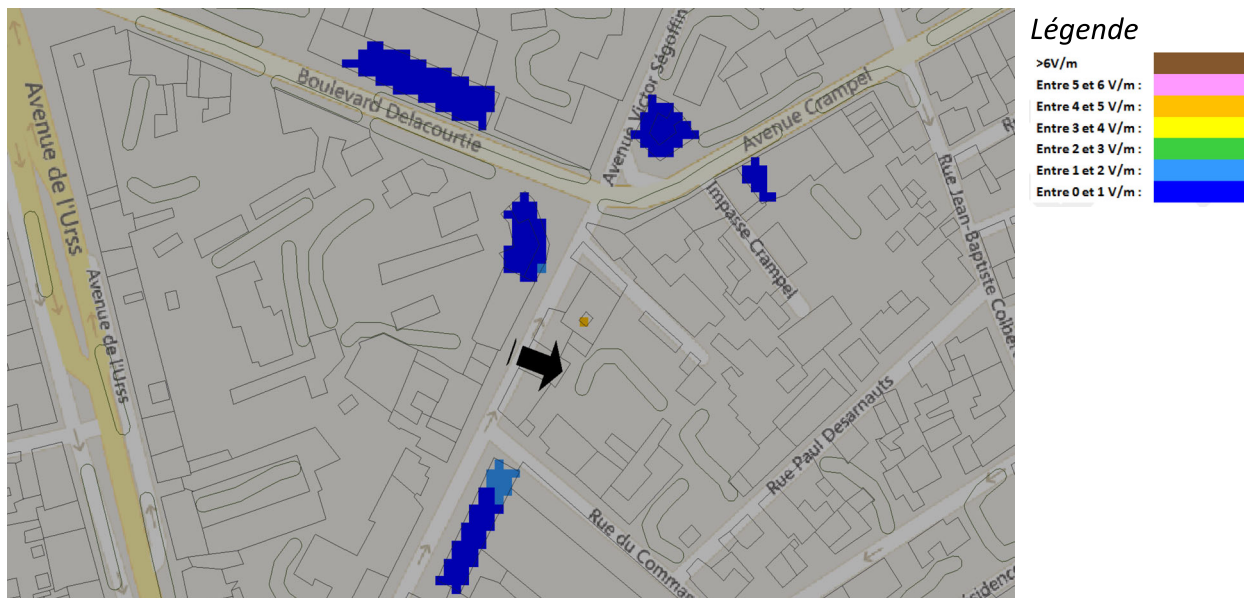 Légende
>6V/m
Entre 5 et 6 V/m :
Entre 4 et 5 V/m :
Entre 3 et 4 V/m :
Entre 2 et 3 V/m :
Entre 1 et 2 V/m :
Entre 0 et 1 V/m :
Avenue de l'Urss
Avenue de l'Urss
Boulevard Delacourtie
Avenue Victor Ségoffin
Avenue Crampel
Impasse Crampel
Rue Jean-Baptiste Colber
Rue Paul Desarnauts
Rue du Comman